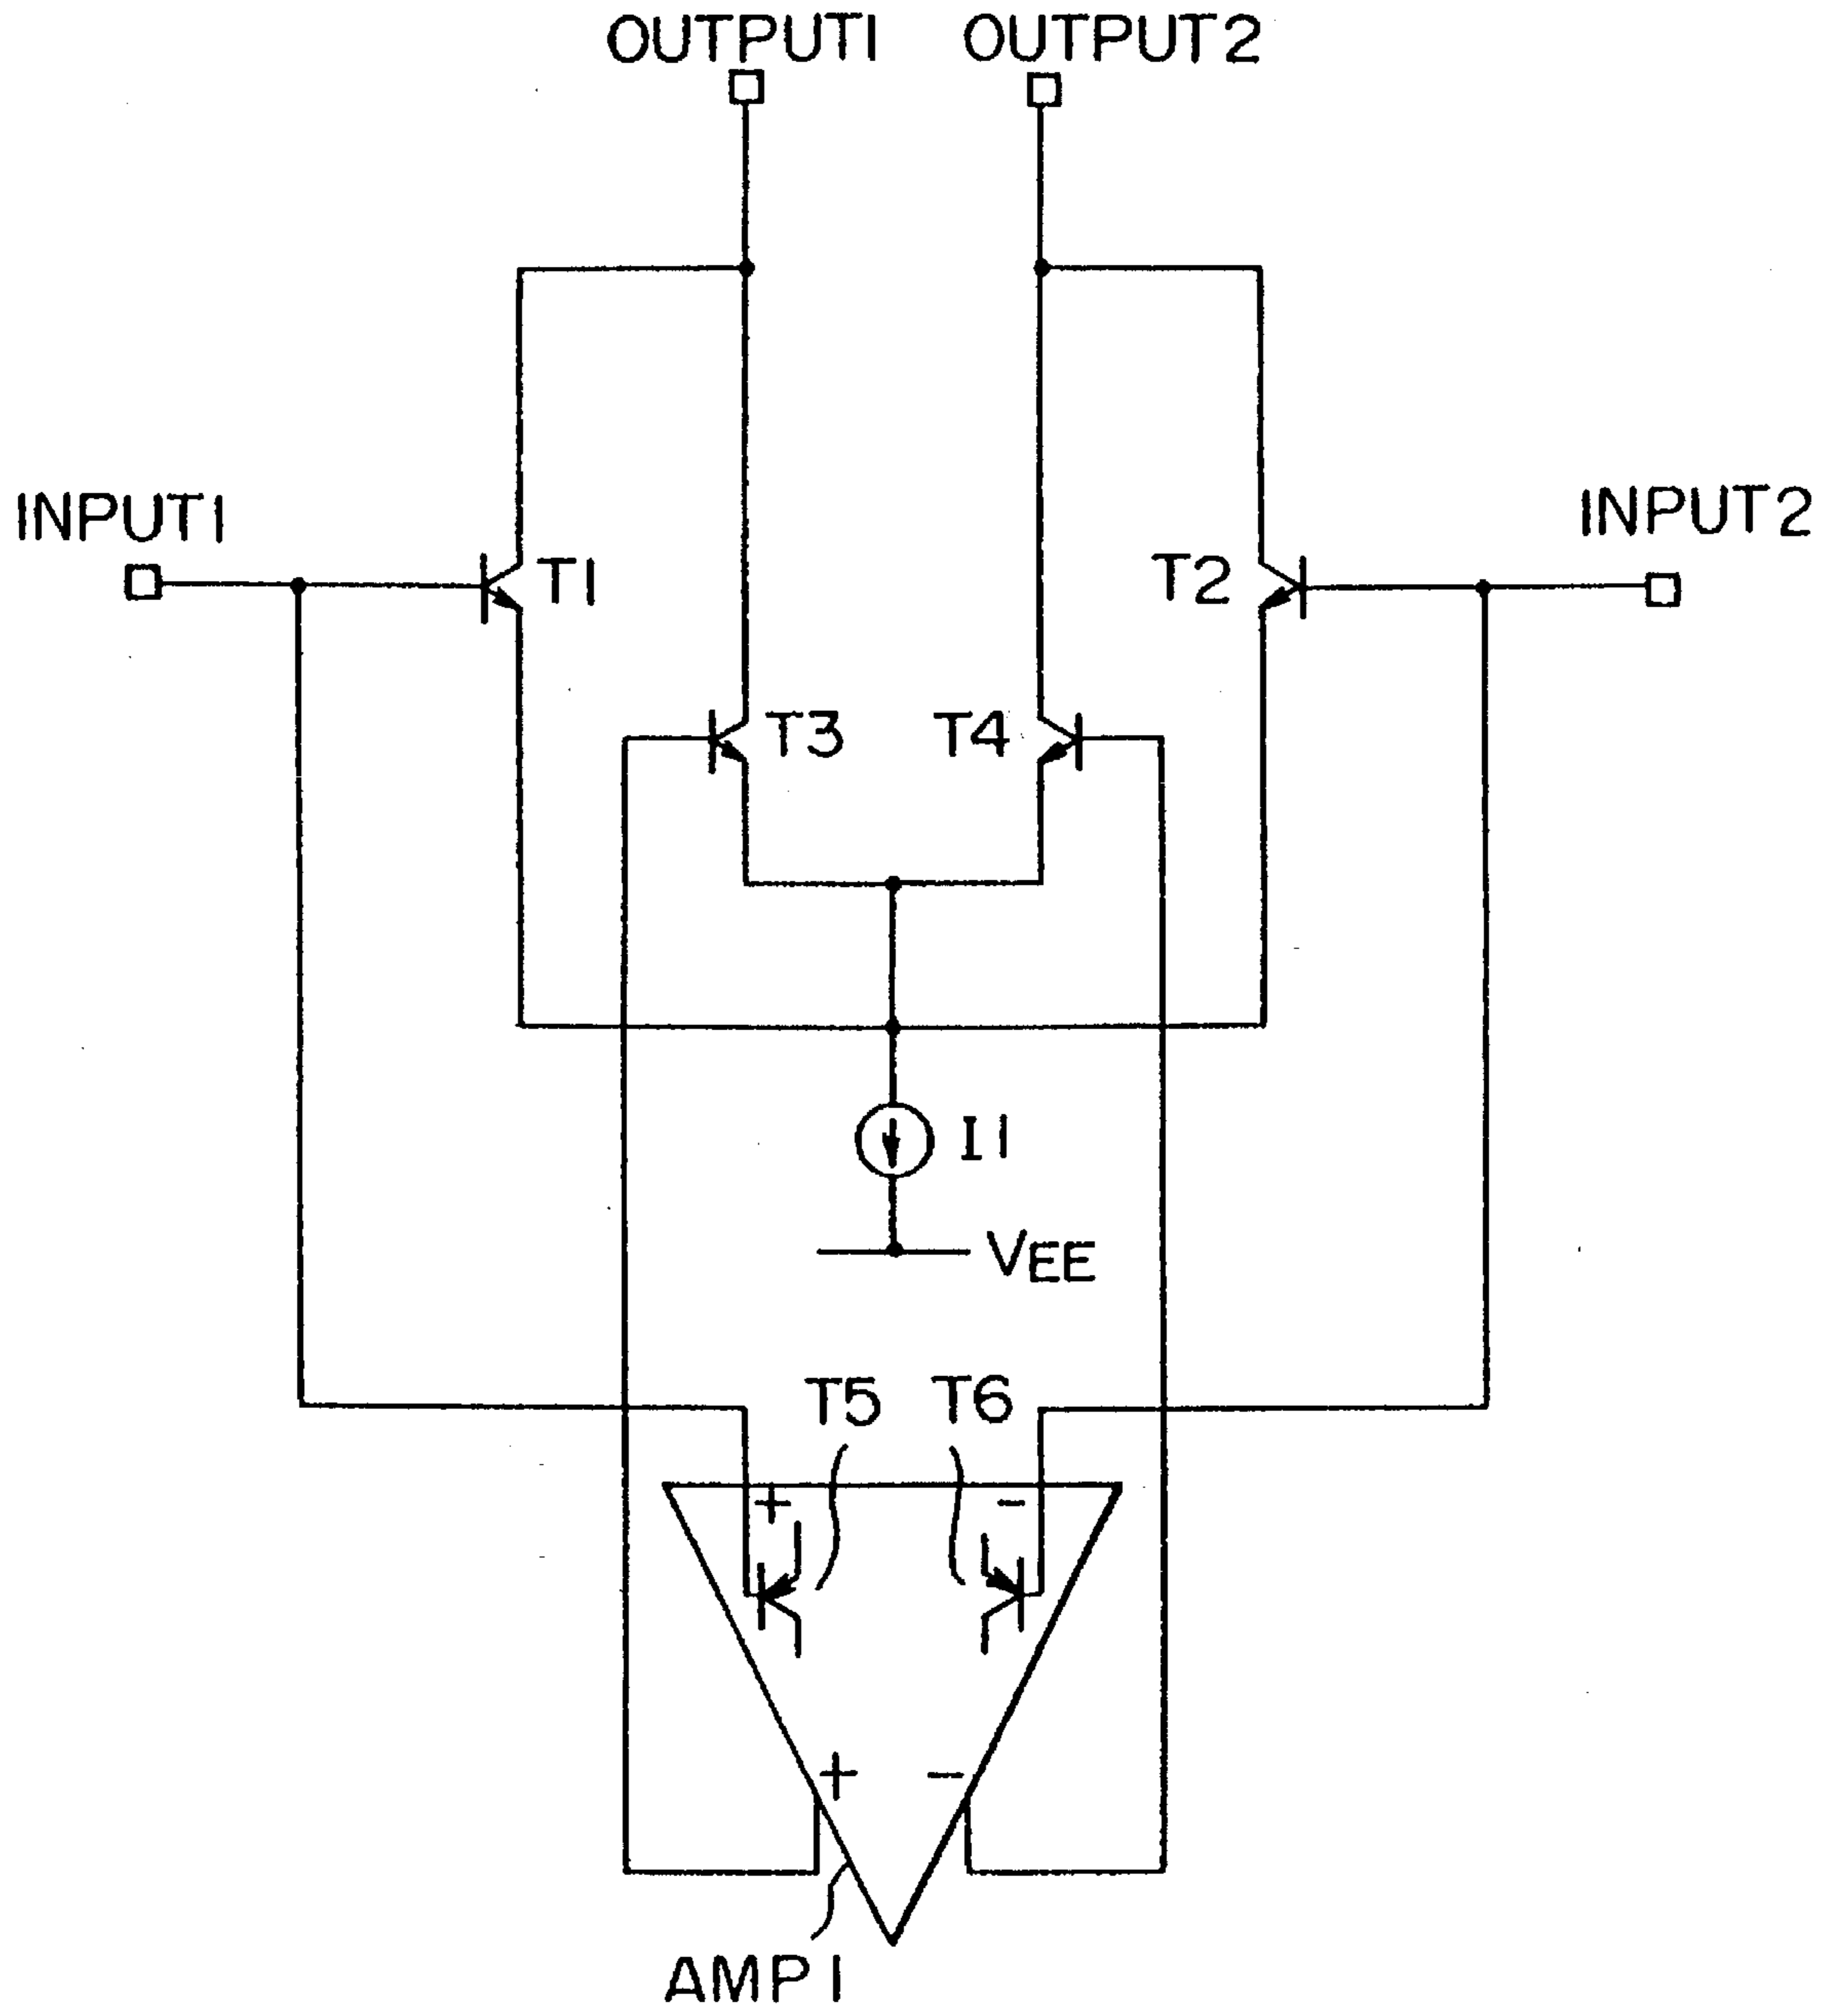 OUTPUT1 OUTPUT2
INPUT1 INPUT2
T1 T2
T3 T4
I1
VEE
T5 T6
+ -
+ -
AMP1